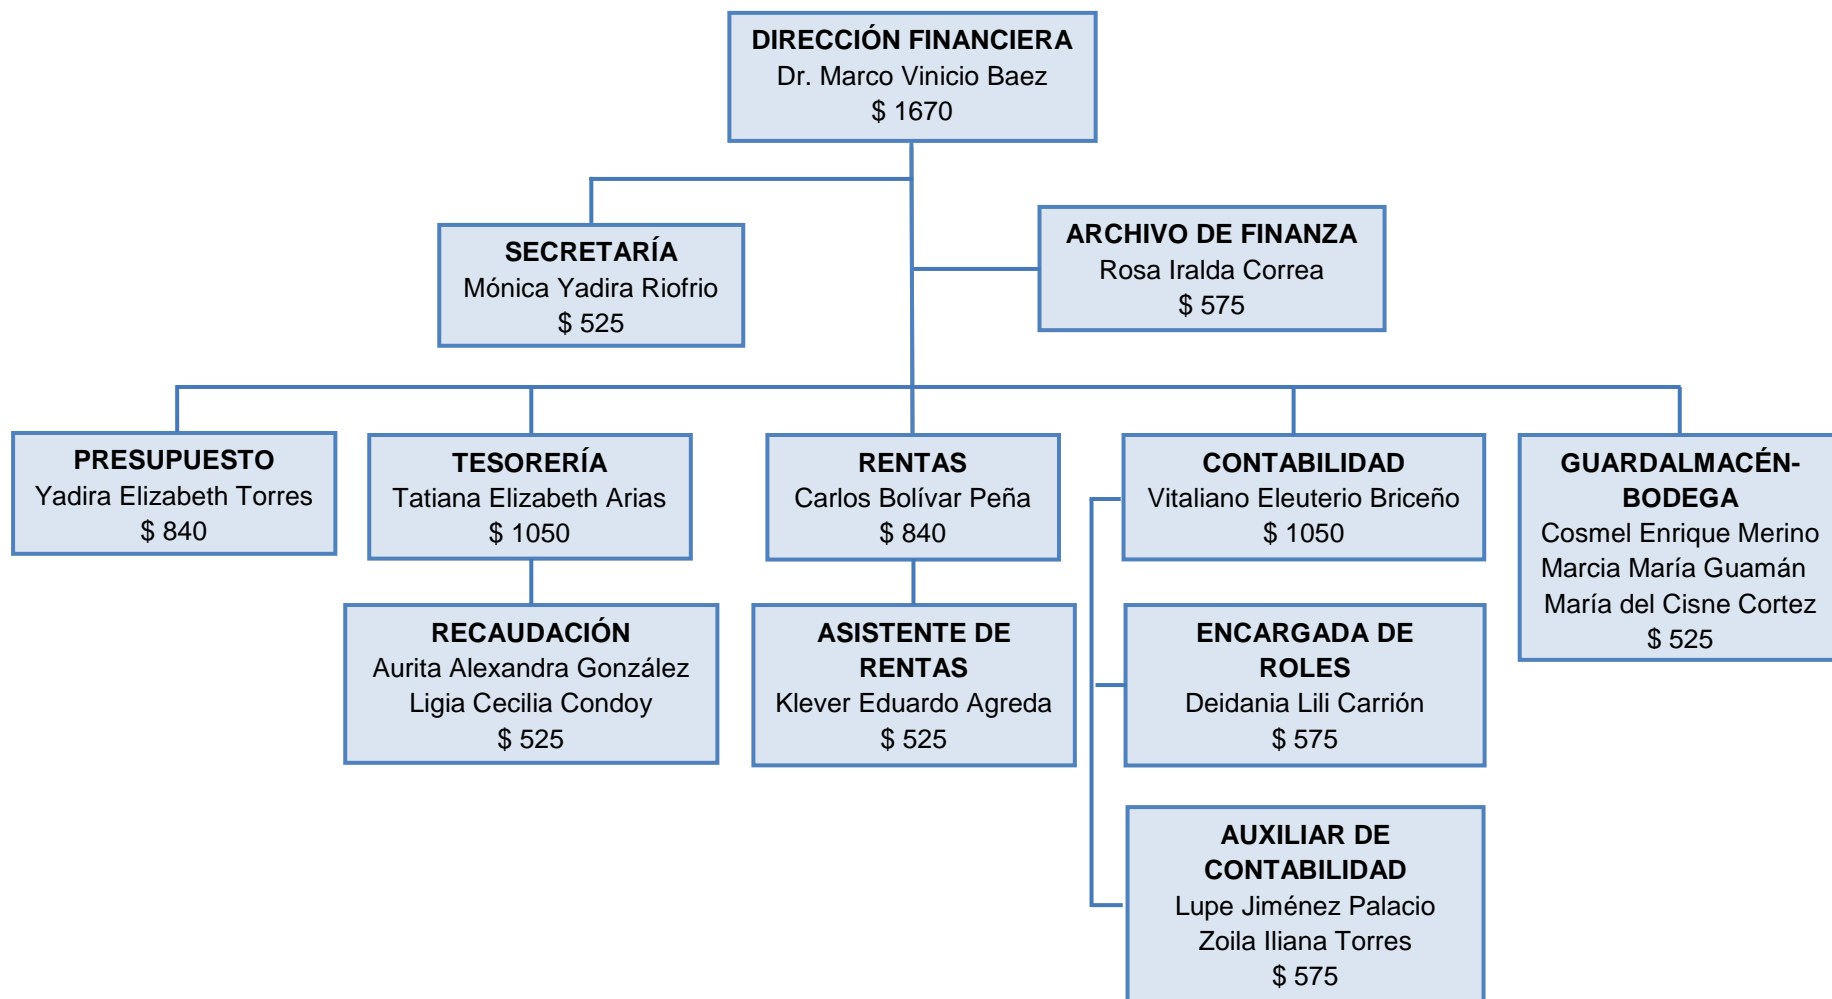 DIRECCIÓN FINANCIERA
Dr. Marco Vinicio Baez
$ 1670
SECRETARÍA
Mónica Yadira Riofrio
$ 525
ARCHIVO DE FINANZA
Rosa Iralda Correa
$ 575
PRESUPUESTO
Yadira Elizabeth Torres
$ 840
TESORERÍA
Tatiana Elizabeth Arias
$ 1050
RENTAS
Carlos Bolívar Peña
$ 840
CONTABILIDAD
Vitaliano Eleuterio Briceño
$ 1050
GUARDALMACÉN-
BODEGA
Cosmel Enrique Merino
Marcia María Guamán
María del Cisne Cortez
$ 525
RECAUDACIÓN
Aurita Alexandra González
Ligia Cecilia Condoy
$ 525
ASISTENTE DE
RENTAS
Klever Eduardo Agreda
$ 525
ENCARGADA DE
ROLES
Deidania Lili Carrión
$ 575
AUXILIAR DE
CONTABILIDAD
Lupe Jiménez Palacio
Zoila Iliana Torres
$ 575